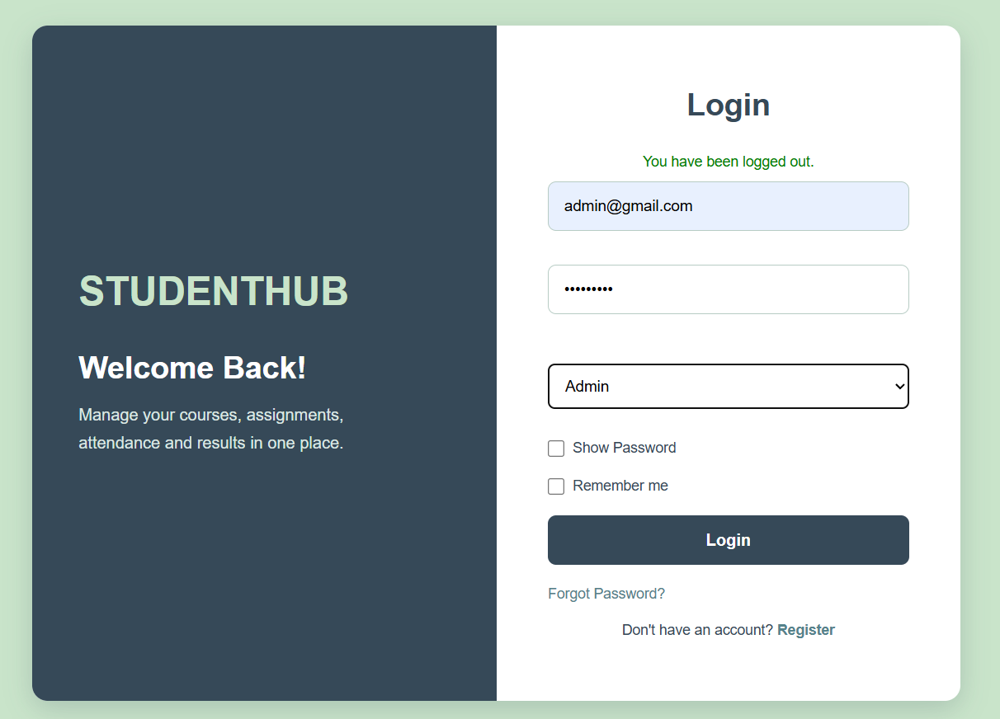 STUDENTHUB
Welcome Back!
Manage your courses, assignments,
attendance and results in one place.
Login
You have been logged out.
admin@gmail.com
•••••••••
Admin
Show Password
Remember me
Login
Forgot Password?
Don't have an account? Register